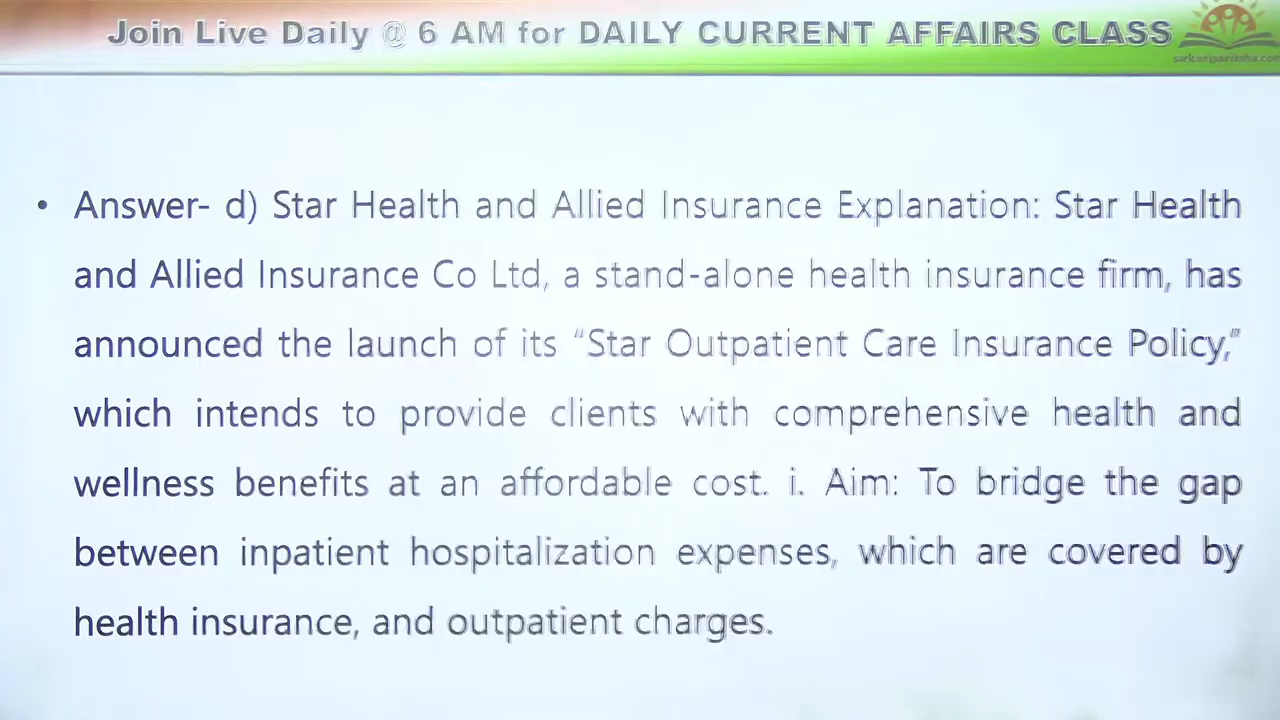 Join Live Daily @ 6 AM for DAILY CURRENT AFFAIRS CLASS
sarkaripariksha.com
• Answer- d) Star Health and Allied Insurance Explanation: Star Health
and Allied Insurance Co Ltd, a stand-alone health insurance firm, has
announced the launch of its “Star Outpatient Care Insurance Policy,”
which intends to provide clients with comprehensive health and
wellness benefits at an affordable cost. i. Aim: To bridge the gap
between inpatient hospitalization expenses, which are covered by
health insurance, and outpatient charges.